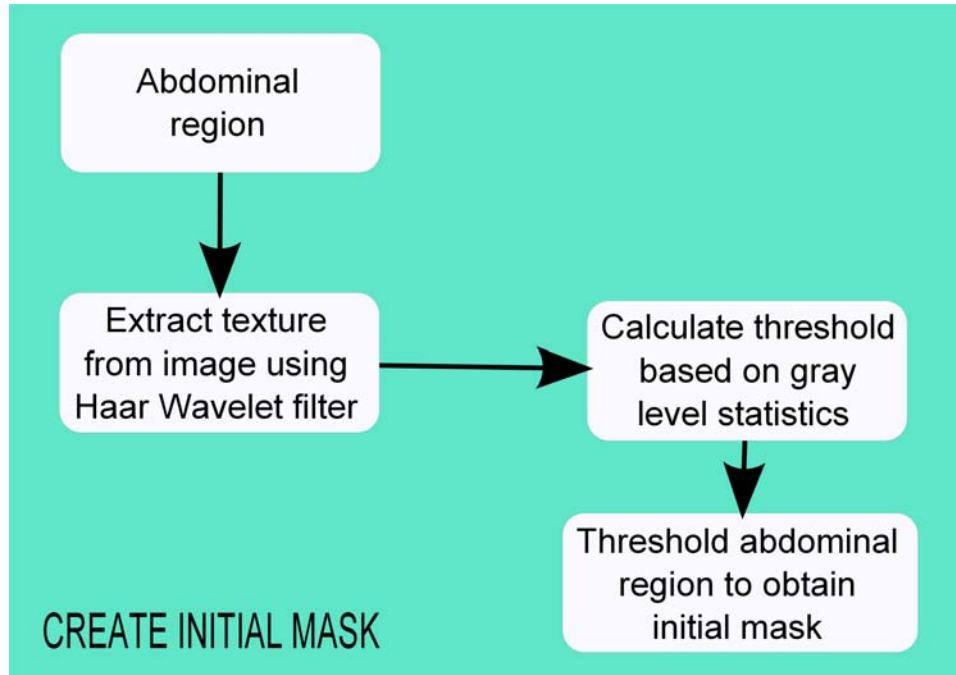 Abdominal
region
Extract texture
from image using
Haar Wavelet filter
Calculate threshold
based on gray
level statistics
Threshold abdominal
region to obtain
initial mask
CREATE INITIAL MASK